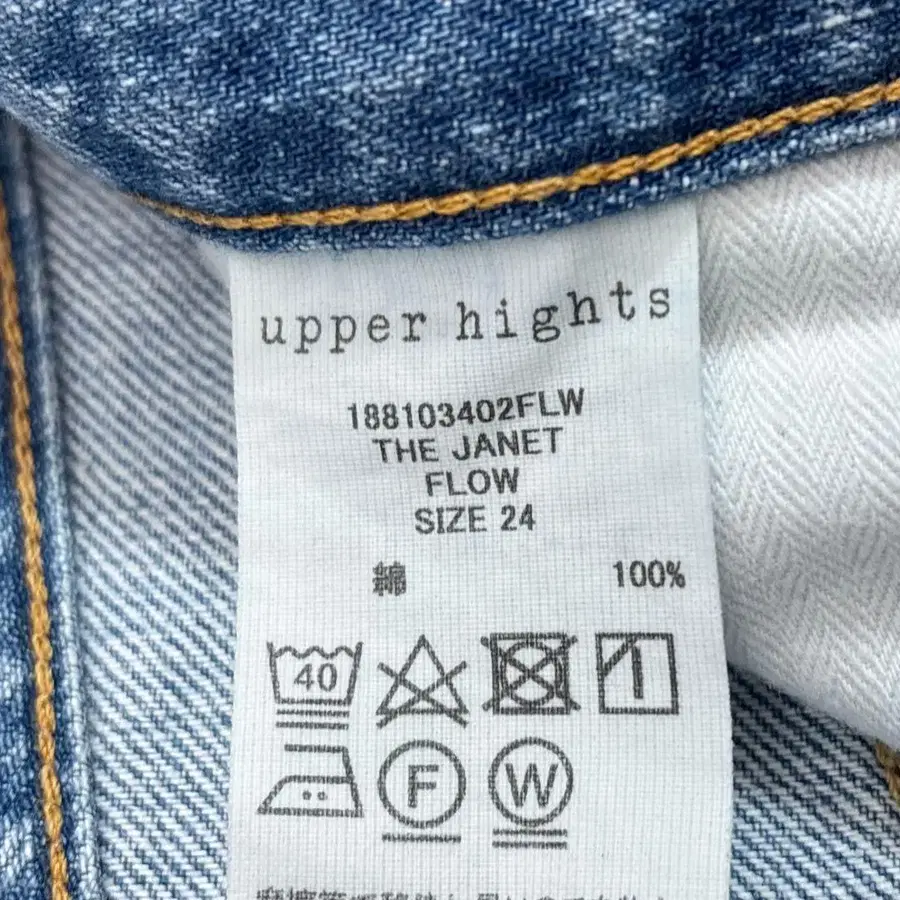 upper hights
188103402FLW
THE JANET
FLOW
SIZE 24
綿 100%
40
F W